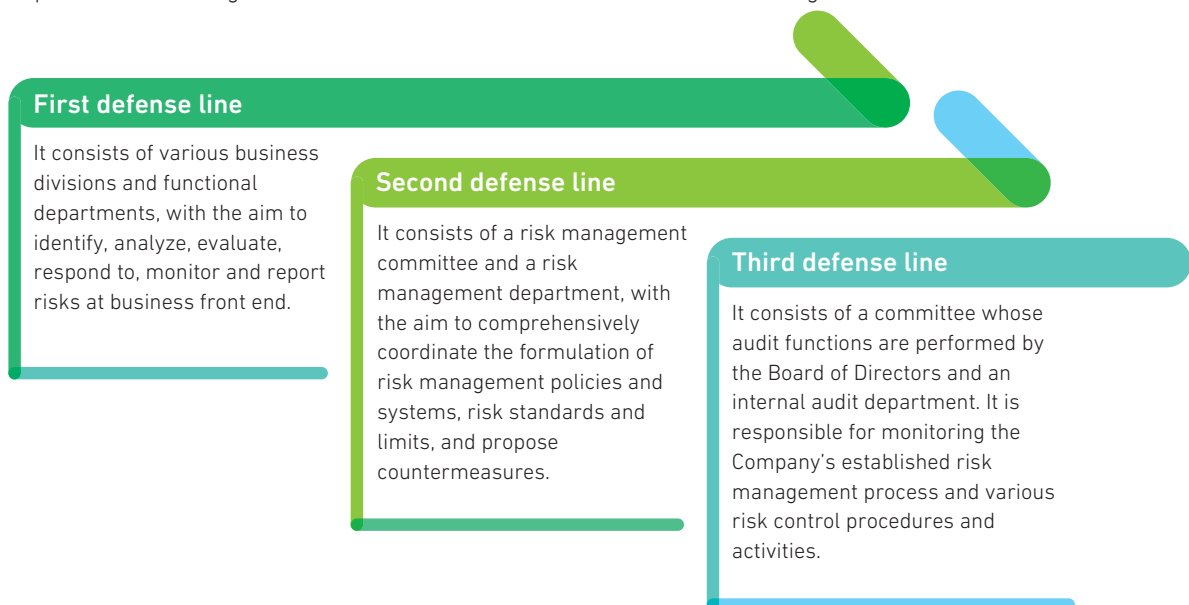 First defense line
It consists of various business
divisions and functional
departments, with the aim to
identify, analyze, evaluate,
respond to, monitor and report
risks at business front end.
Second defense line
It consists of a risk management
committee and a risk
management department, with
the aim to comprehensively
coordinate the formulation of
risk management policies and
systems, risk standards and
limits, and propose
countermeasures.
Third defense line
It consists of a committee whose
audit functions are performed by
the Board of Directors and an
internal audit department. It is
responsible for monitoring the
Company's established risk
management process and various
risk control procedures and
activities.